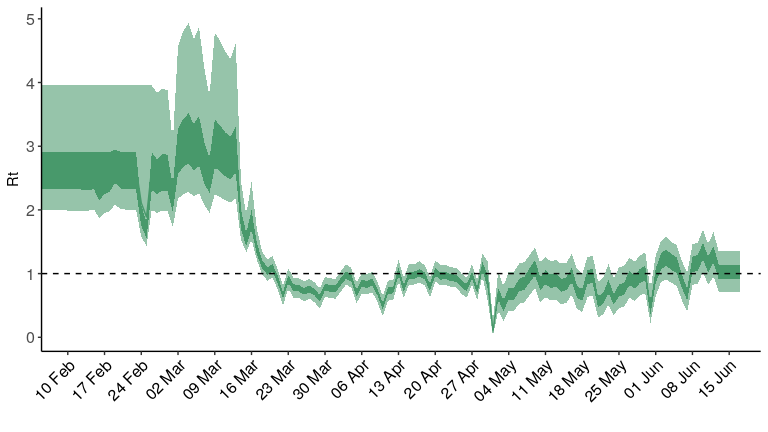 5
4
3
2
1
0
Rt
10 Feb
17 Feb
24 Feb
02 Mar
09 Mar
16 Mar
23 Mar
30 Mar
06 Apr
13 Apr
20 Apr
27 Apr
04 May
11 May
18 May
25 May
01 Jun
08 Jun
15 Jun